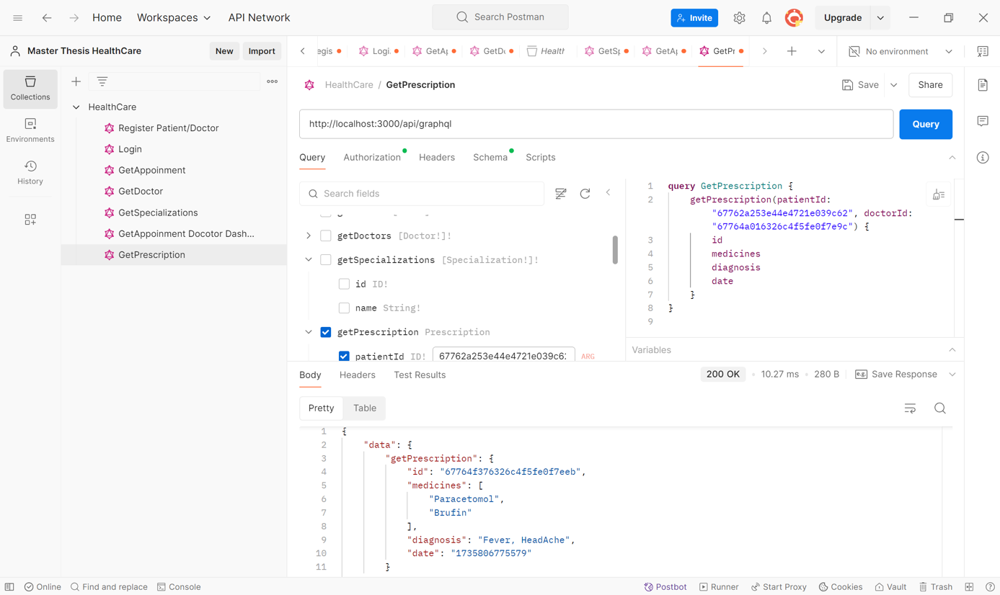 Home Workspaces API Network Search Postman Invite Upgrade
Master Thesis HealthCare New Import
egis Logi. GetAp GetDo Health GetSp GetAp GetPr No environment
Collections
Environments
History
HealthCare
Register Patient/Doctor
Login
GetAppoinment
GetDoctor
GetSpecializations
GetAppoinment Docotor Dash...
GetPrescription
HealthCare / GetPrescription Save Share
http://localhost:3000/api/graphql Query
Query Authorization Headers Schema Scripts
Search fields
getDoctors [Doctor!]!
getSpecializations [Specialization!]!
id ID!
name String!
getPrescription Prescription
patientId ID! 67762a253e44e4721e039c62 ARG
1 query GetPrescription {
2 getPrescription(patientId:
"67762a253e44e4721e039c62", doctorId:
"67764a016326c4f5fe0f7e9c") {
3 id
4 medicines
5 diagnosis
6 date
7 }
8 }
9
Variables
Body Headers Test Results 200 OK 10.27 ms 280 B e.g. Save Response
Pretty Table
1 {
2 "data": {
3 "getPrescription": {
4 "id": "67764f376326c4f5fe0f7eeb",
5 "medicines": [
6 "Paracetomol",
7 "Brufin"
8 ],
9 "diagnosis": "Fever, HeadAche",
10 "date": "1735806775579"
11 }
Online Find and replace Console Postbot Runner Start Proxy Cookies Vault Trash